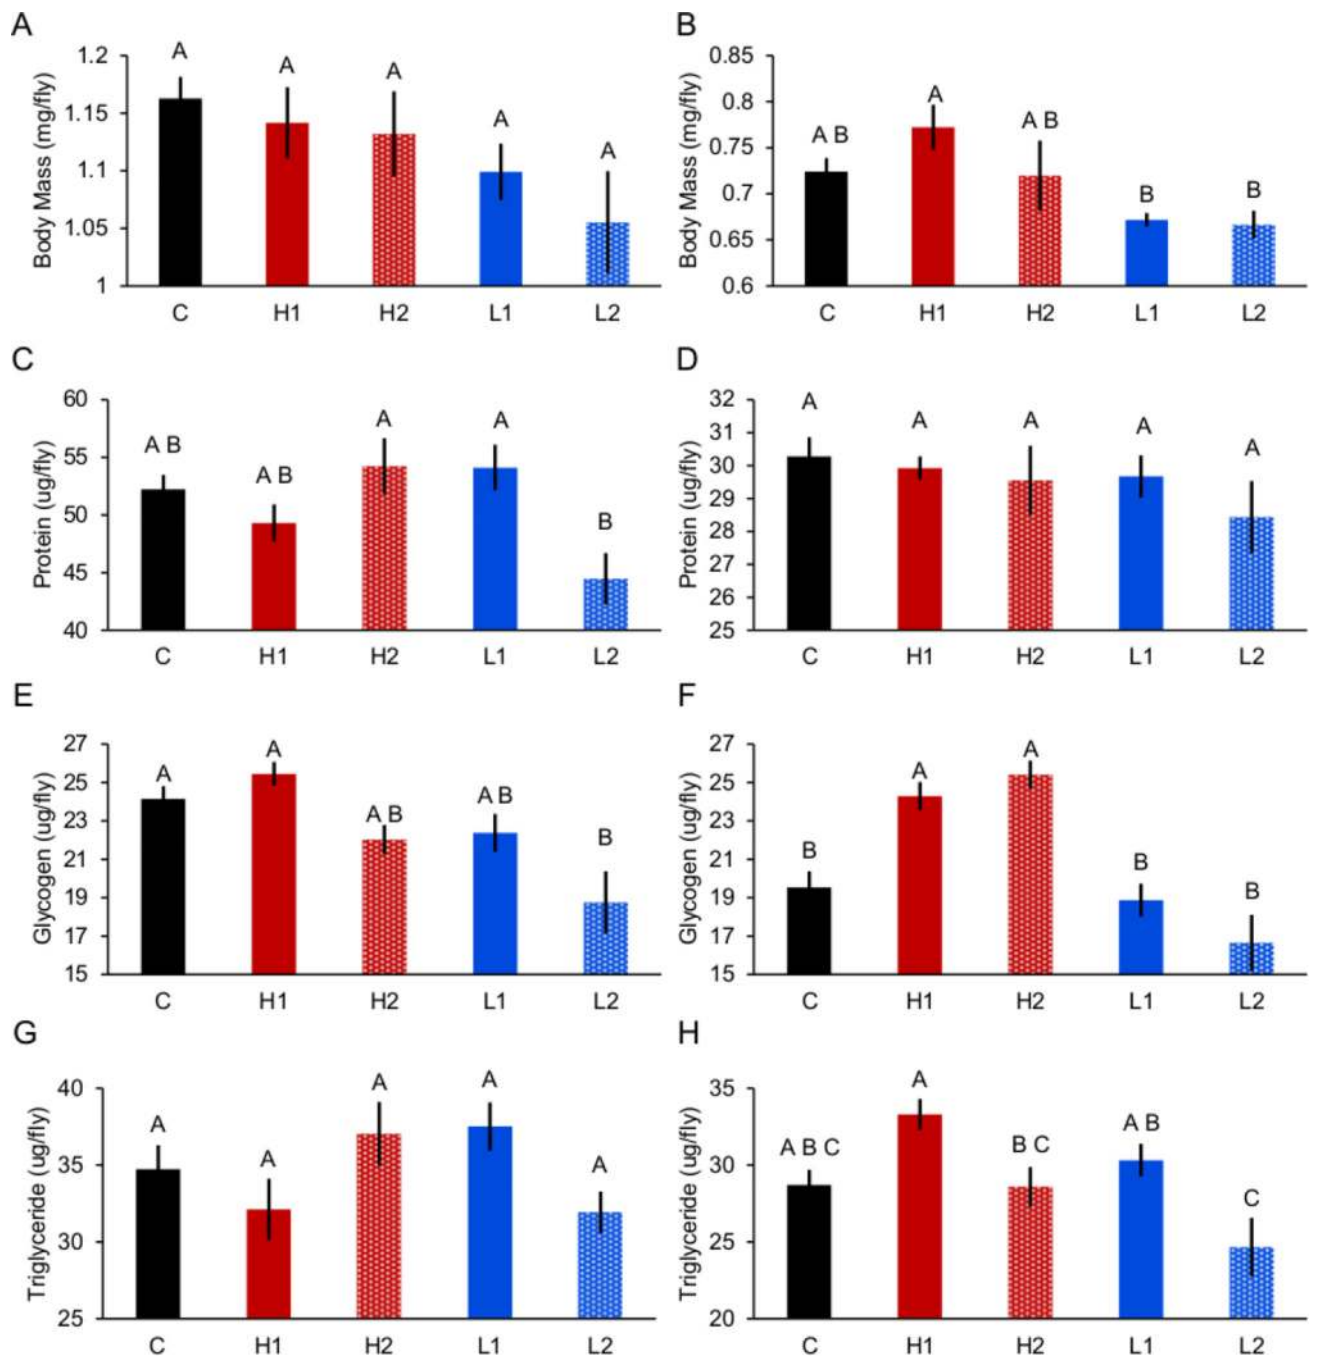 A
Body Mass (mg/fly)
1.2
1.15
1.1
1.05
1
A
A
A
A
A
C H1 H2 L1 L2
B
Body Mass (mg/fly)
0.85
0.8
0.75
0.7
0.65
0.6
A B
A
A B
B
B
C H1 H2 L1 L2
C
Protein (ug/fly)
60
55
50
45
40
A B
A B
A
A
B
C H1 H2 L1 L2
D
Protein (ug/fly)
32
31
30
29
28
27
26
25
A
A
A
A
A
C H1 H2 L1 L2
E
Glycogen (ug/fly)
27
25
23
21
19
17
15
A
A
A B
A B
B
C H1 H2 L1 L2
F
Glycogen (ug/fly)
27
25
23
21
19
17
15
B
A
A
B
B
C H1 H2 L1 L2
G
Triglyceride (ug/fly)
40
35
30
25
A
A
A
A
A
C H1 H2 L1 L2
H
Triglyceride (ug/fly)
35
30
25
20
A B C
A
B C
A B
C
C H1 H2 L1 L2